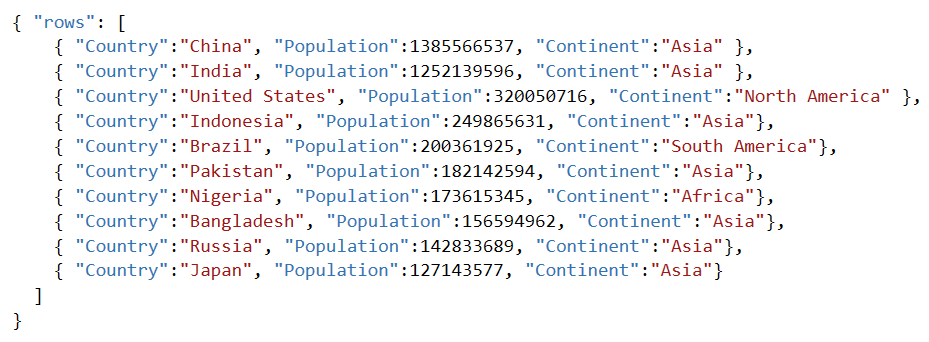 { "rows": [
{ "Country":"China", "Population":1385566537, "Continent":"Asia" },
{ "Country":"India", "Population":1252139596, "Continent":"Asia" },
{ "Country":"United States", "Population":320050716, "Continent":"North America" },
{ "Country":"Indonesia", "Population":249865631, "Continent":"Asia"},
{ "Country":"Brazil", "Population":200361925, "Continent":"South America"},
{ "Country":"Pakistan", "Population":182142594, "Continent":"Asia"},
{ "Country":"Nigeria", "Population":173615345, "Continent":"Africa"},
{ "Country":"Bangladesh",  "Population":156594962, "Continent":"Asia"},
{ "Country":"Russia", "Population":142833689, "Continent":"Asia"},
{ "Country":"Japan", "Population":127143577, "Continent":"Asia"}
]
}